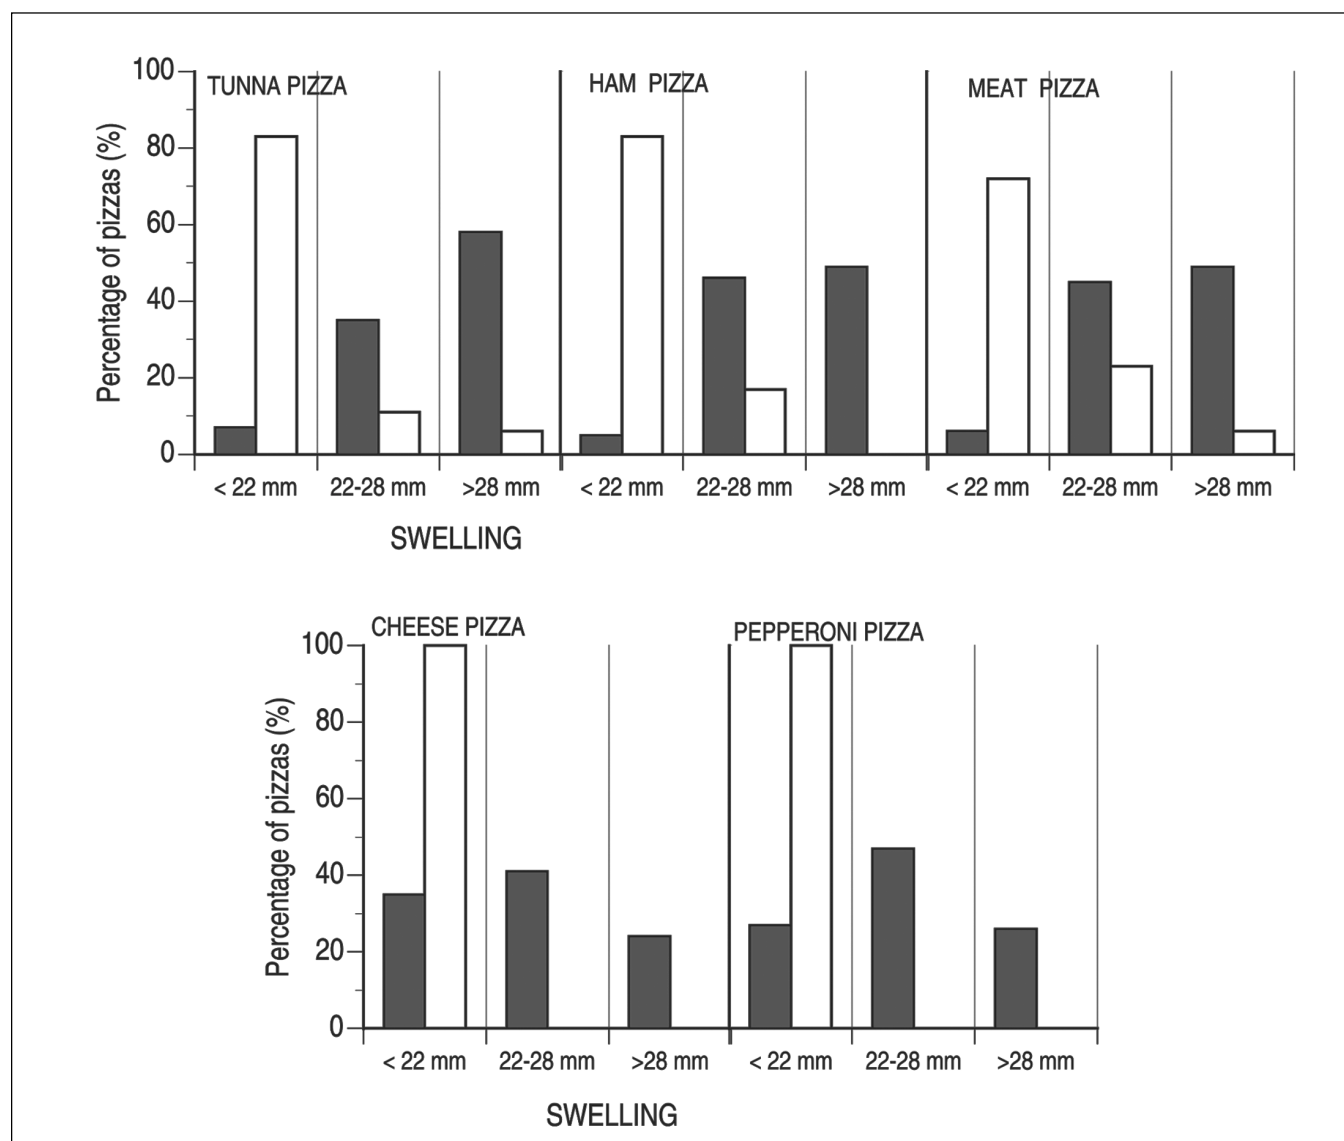 TUNNA PIZZA
HAM PIZZA
MEAT PIZZA
Percentage of pizzas (%)
100
80
60
40
20
0
< 22 mm 22-28 mm >28 mm < 22 mm 22-28 mm >28 mm < 22 mm 22-28 mm >28 mm
SWELLING
CHEESE PIZZA
PEPPERONI PIZZA
Percentage of pizzas (%)
100
80
60
40
20
0
< 22 mm 22-28 mm >28 mm < 22 mm 22-28 mm >28 mm
SWELLING